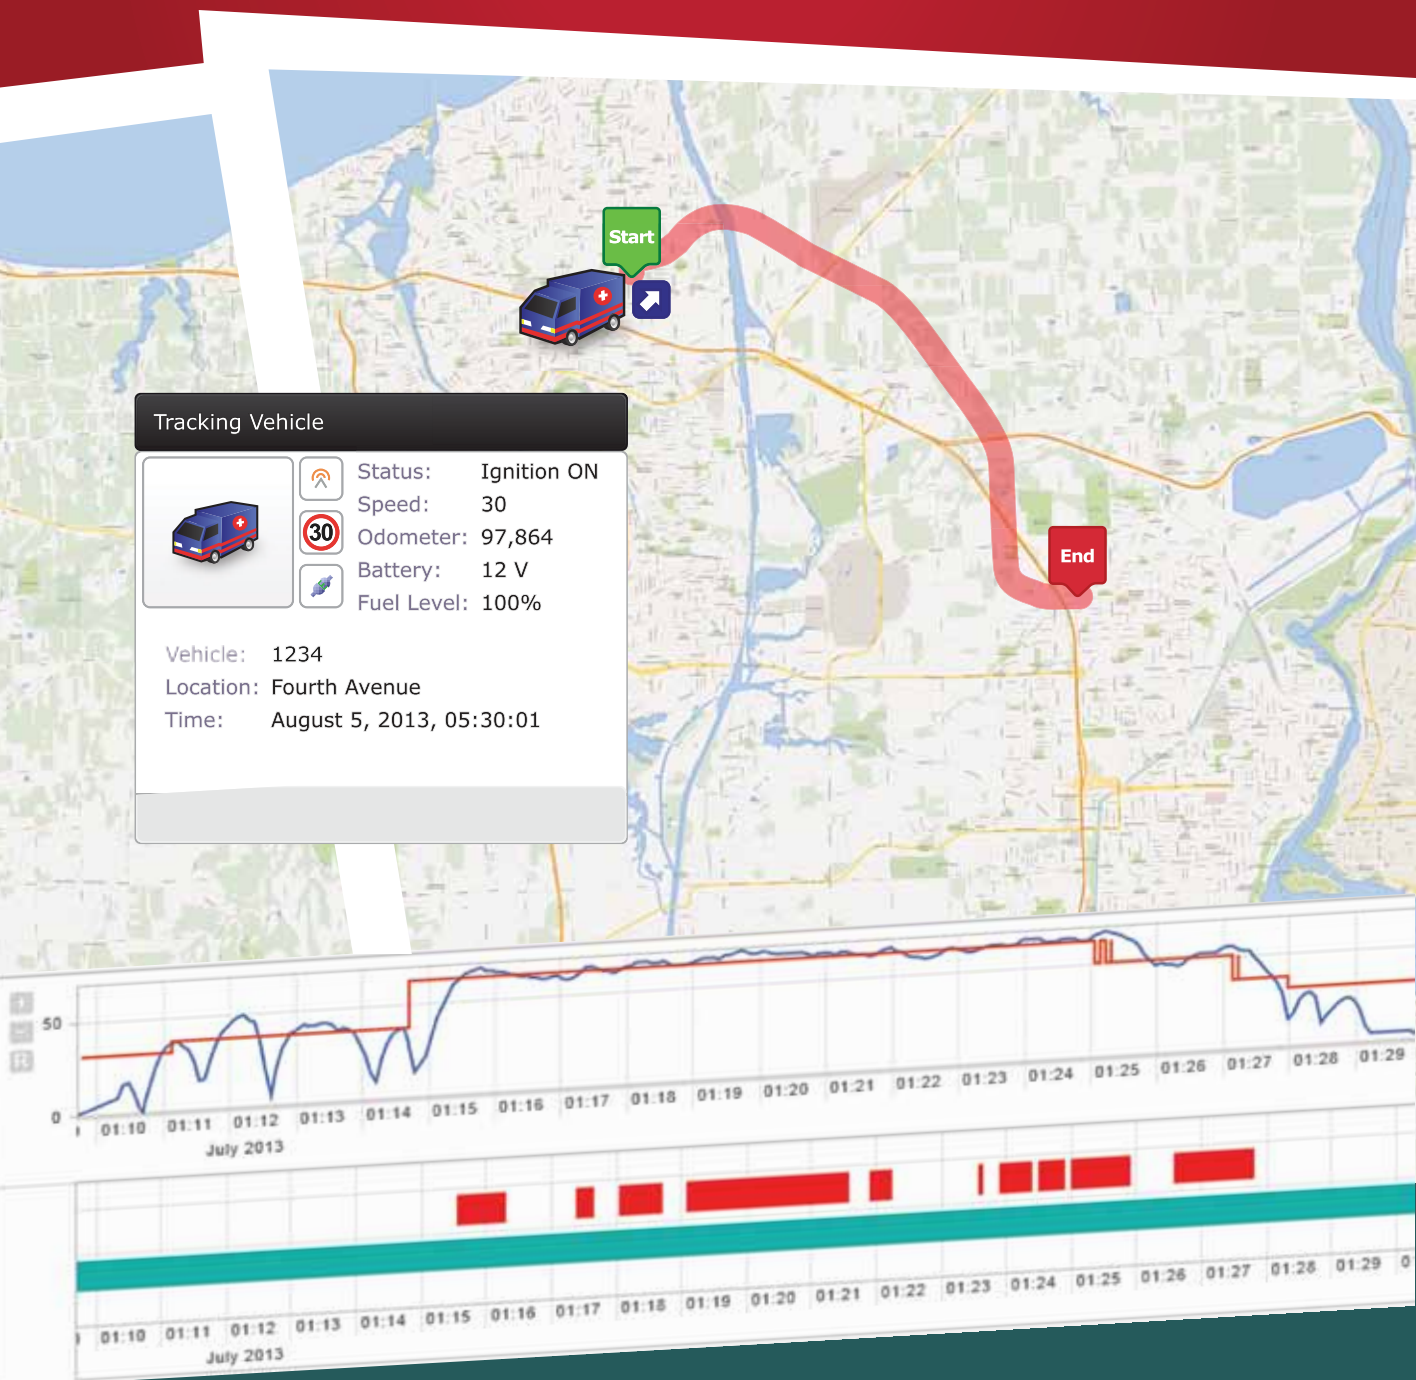 Start
End
Tracking Vehicle
30
Status: Ignition ON
Speed: 30
Odometer: 97,864
Battery: 12 V
Fuel Level: 100%
Vehicle: 1234
Location: Fourth Avenue
Time: August 5, 2013, 05:30:01
50
0
01:10 01:11 01:12 01:13 01:14 01:15 01:16 01:17 01:18 01:19 01:20 01:21 01:22 01:23 01:24 01:25 01:26 01:27 01:28 01:29
July 2013
01:10 01:11 01:12 01:13 01:14 01:15 01:16 01:17 01:18 01:19 01:20 01:21 01:22 01:23 01:24 01:25 01:26 01:27 01:28 01:29 0
July 2013